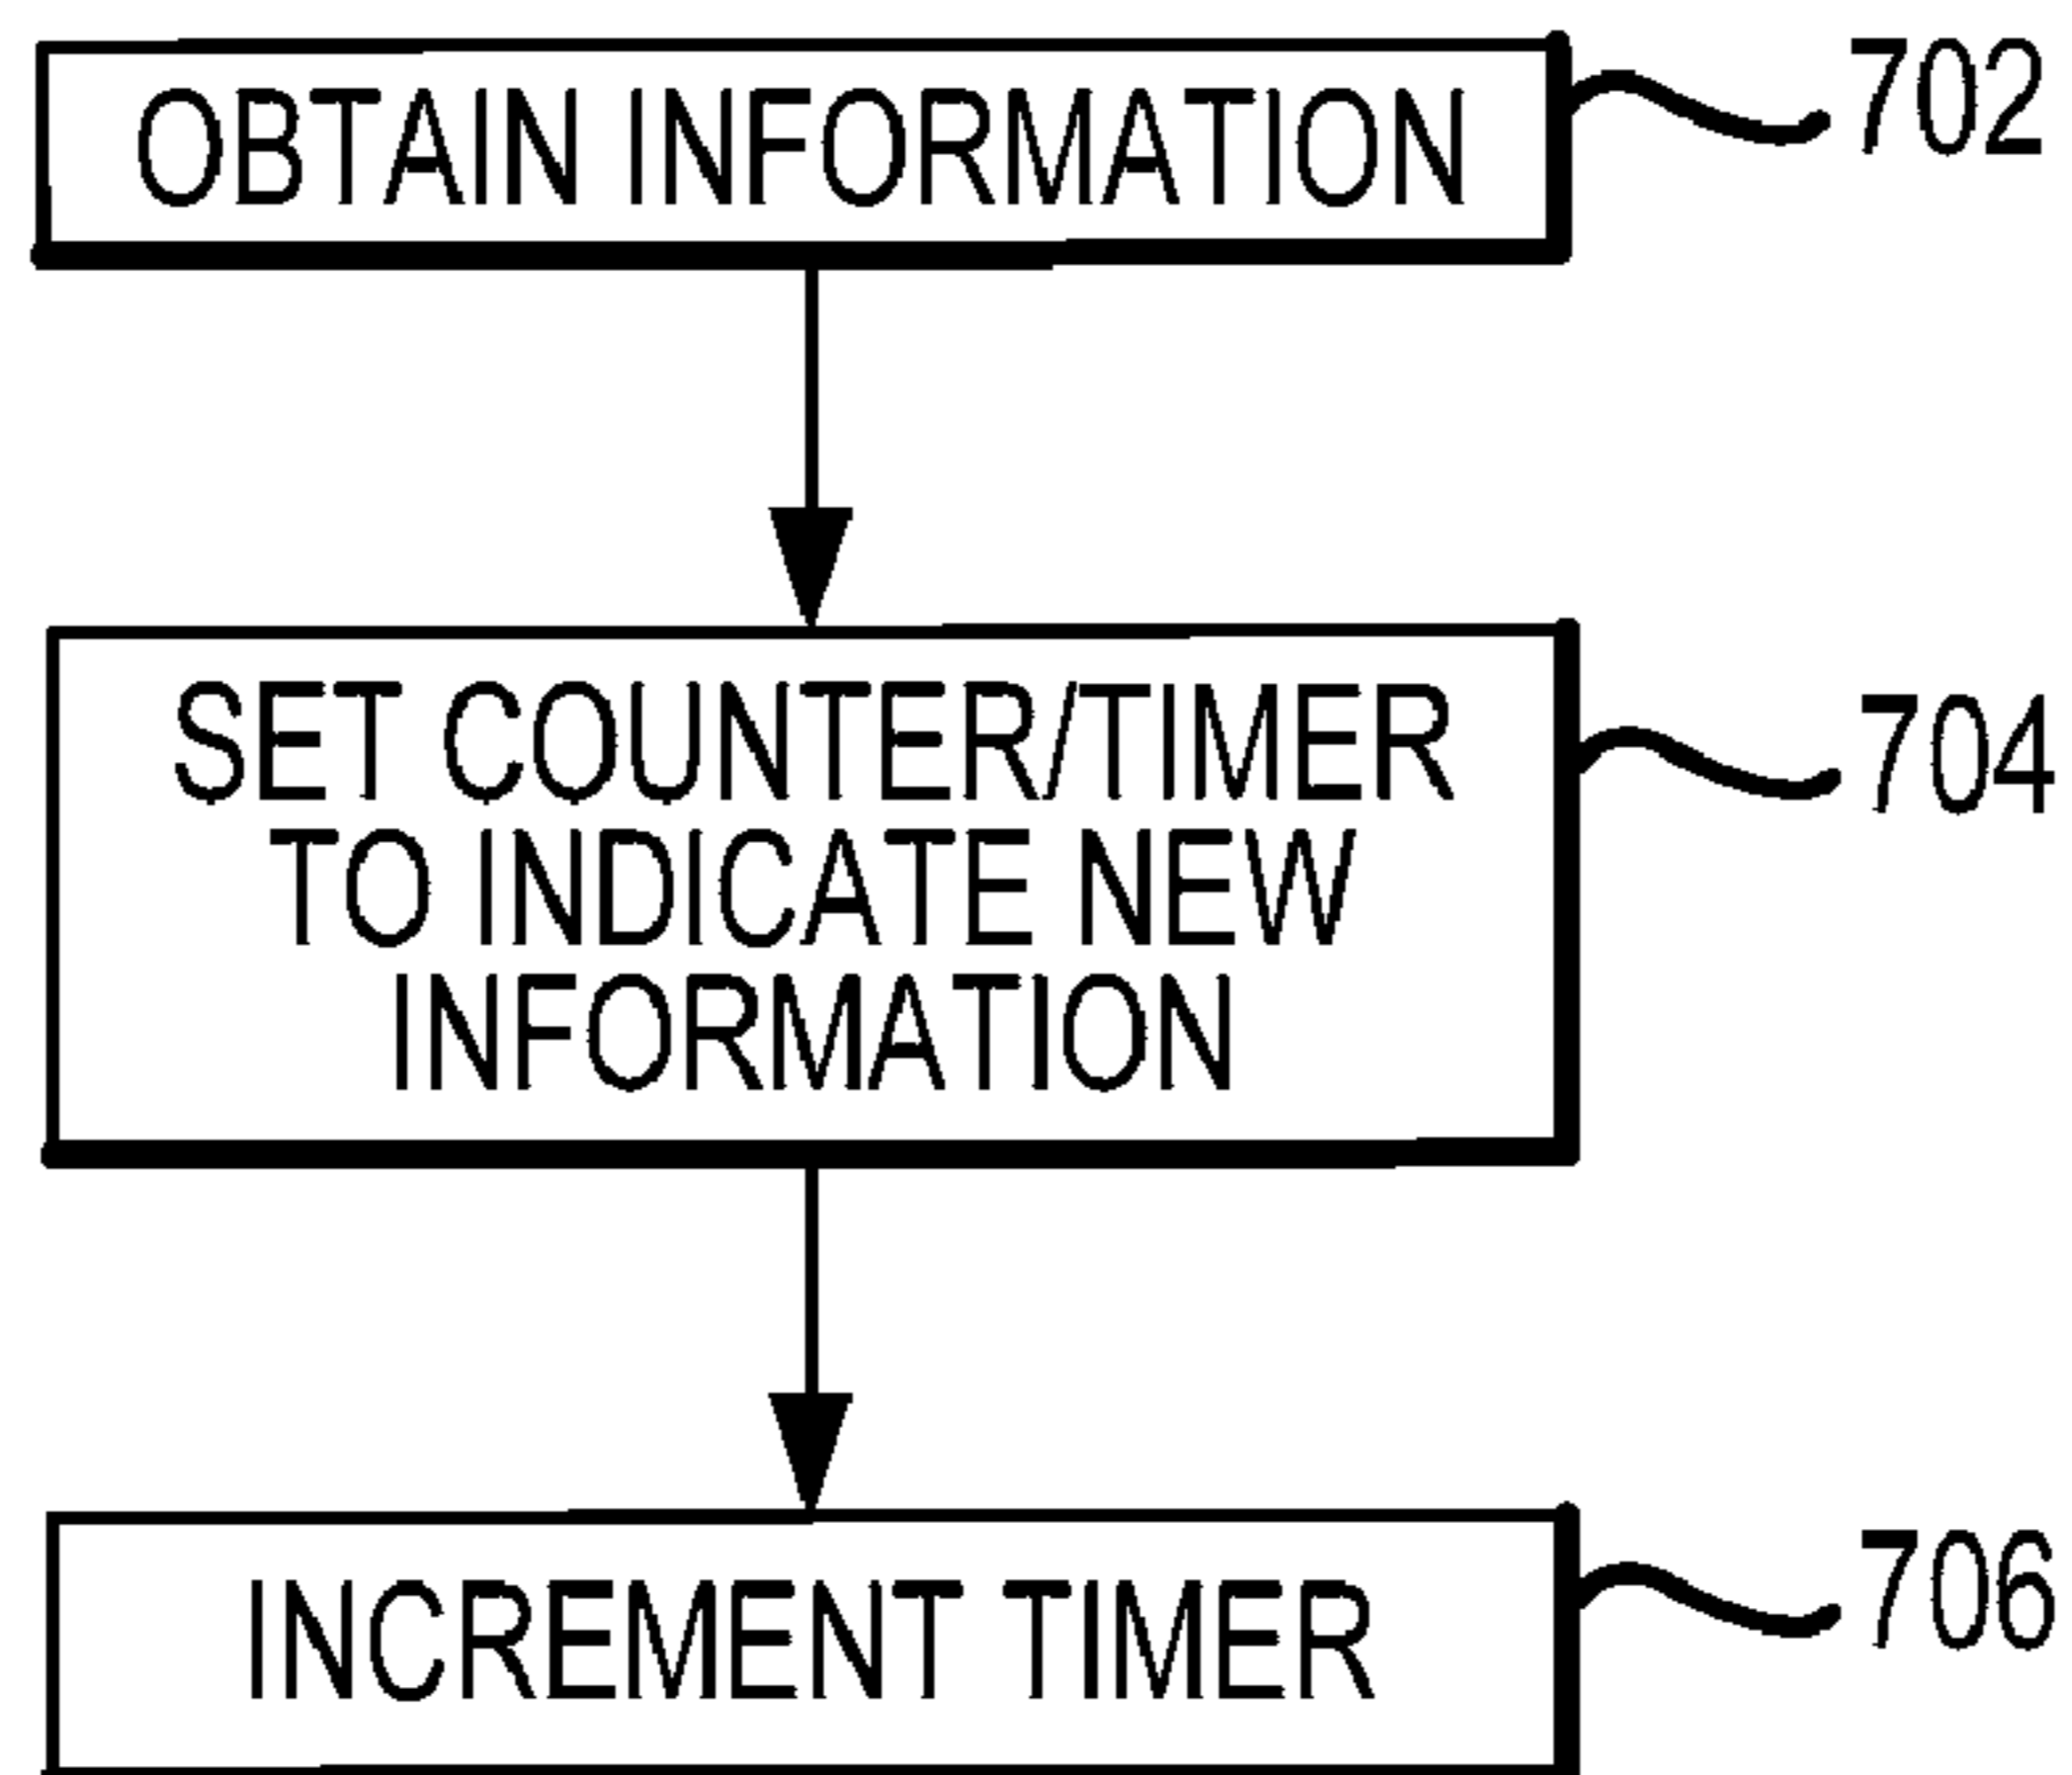 OBTAIN INFORMATION
702
SET COUNTER/TIMER
TO INDICATE NEW
INFORMATION
704
INCREMENT TIMER
706